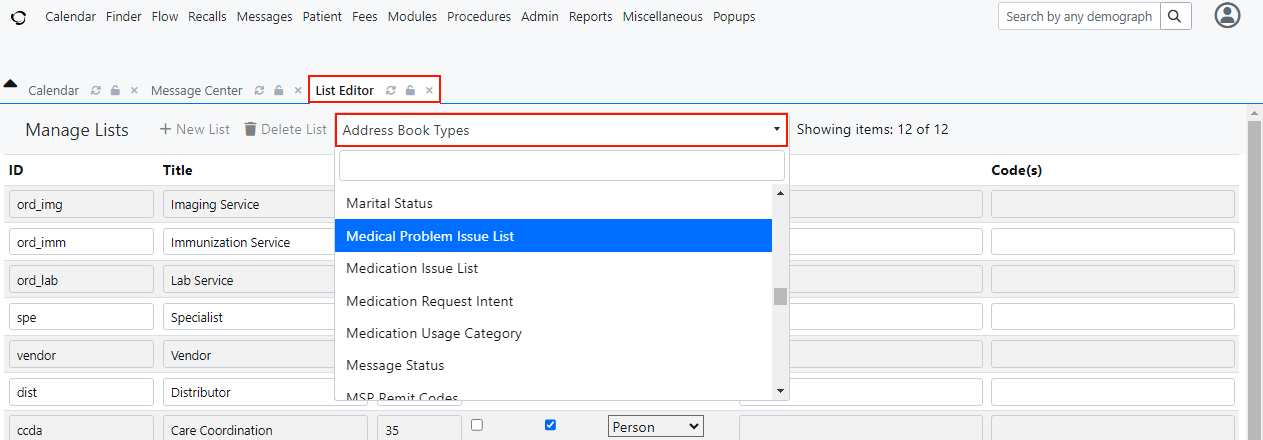 Calendar Finder Flow Recalls Messages Patient Fees Modules Procedures Admin Reports Miscellaneous Popups Search by any demograph
Calendar × Message Center × List Editor ×
Manage Lists + New List Delete List Address Book Types Showing items: 12 of 12
ID Title Code(s)
ord_img Imaging Service Marital Status
ord_imm Immunization Service Medical Problem Issue List
ord_lab Lab Service Medication Issue List
Medication Request Intent
spe Specialist
Medication Usage Category
vendor Vendor
Message Status
dist Distributor
MSP Remit Codes
ccda Care Coordination 35 Person